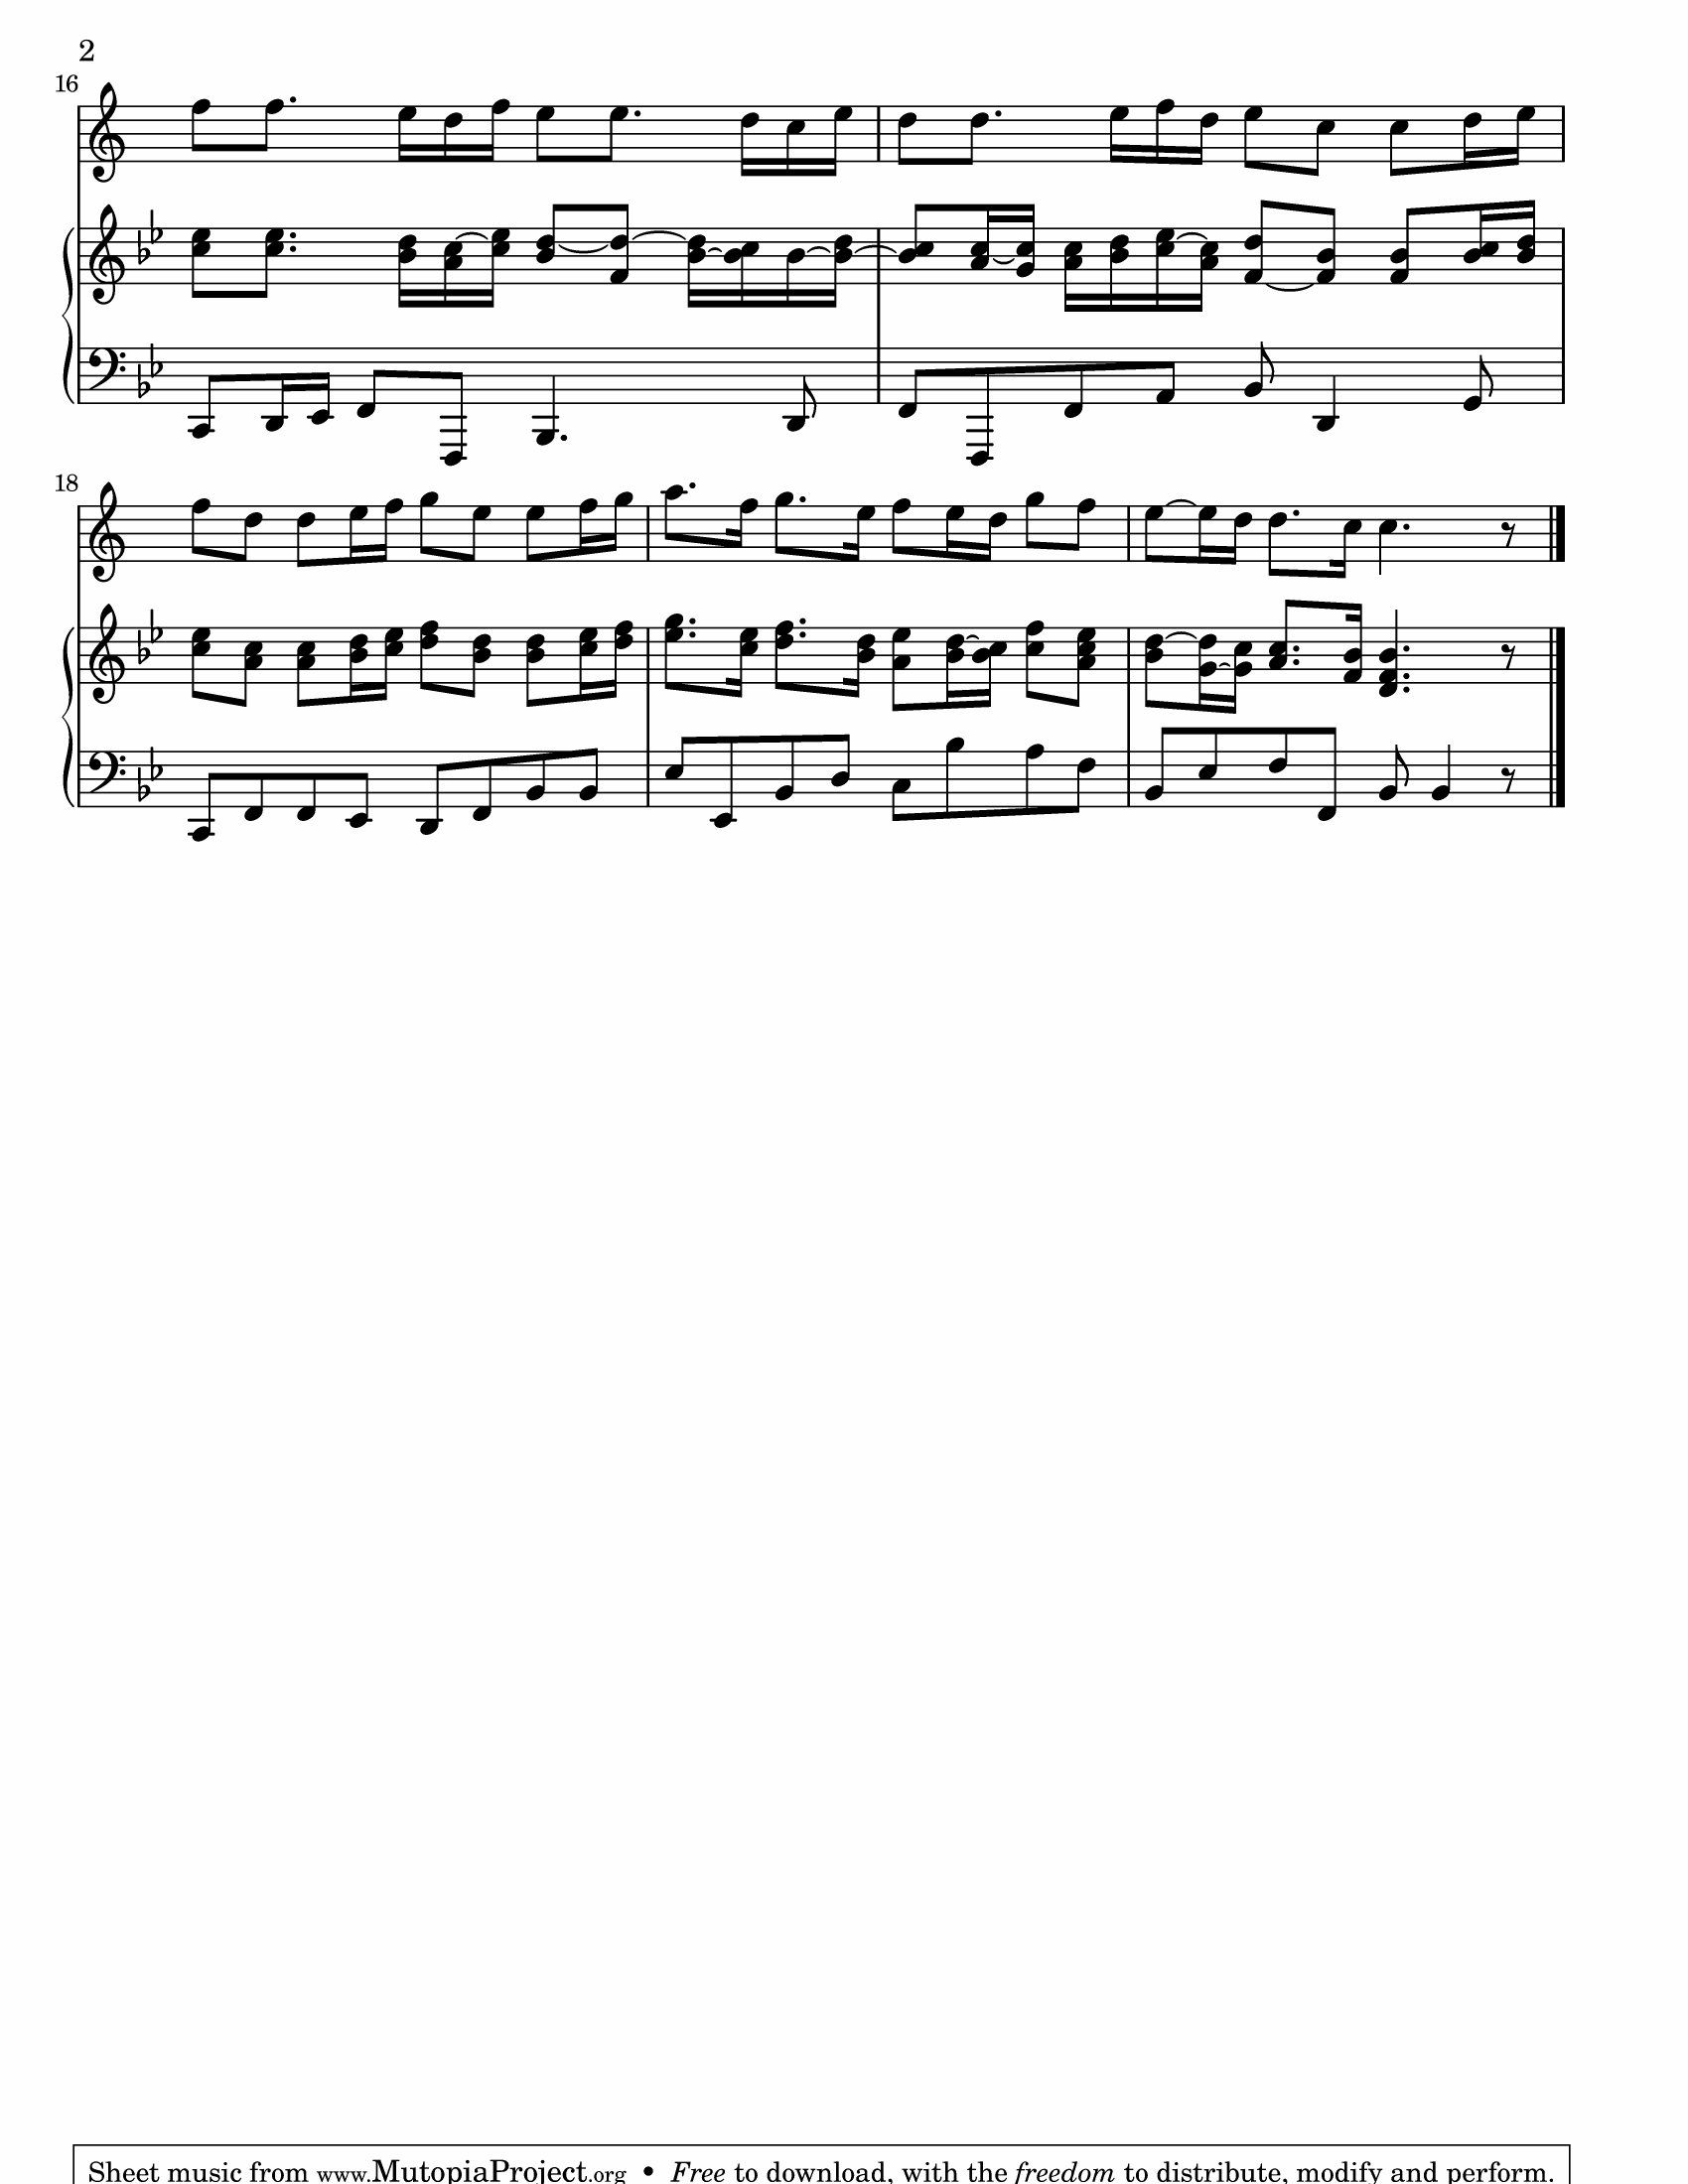 2
16
18
Sheet music from www.MutopiaProject.org • Free to download, with the freedom to distribute, modify and perform.